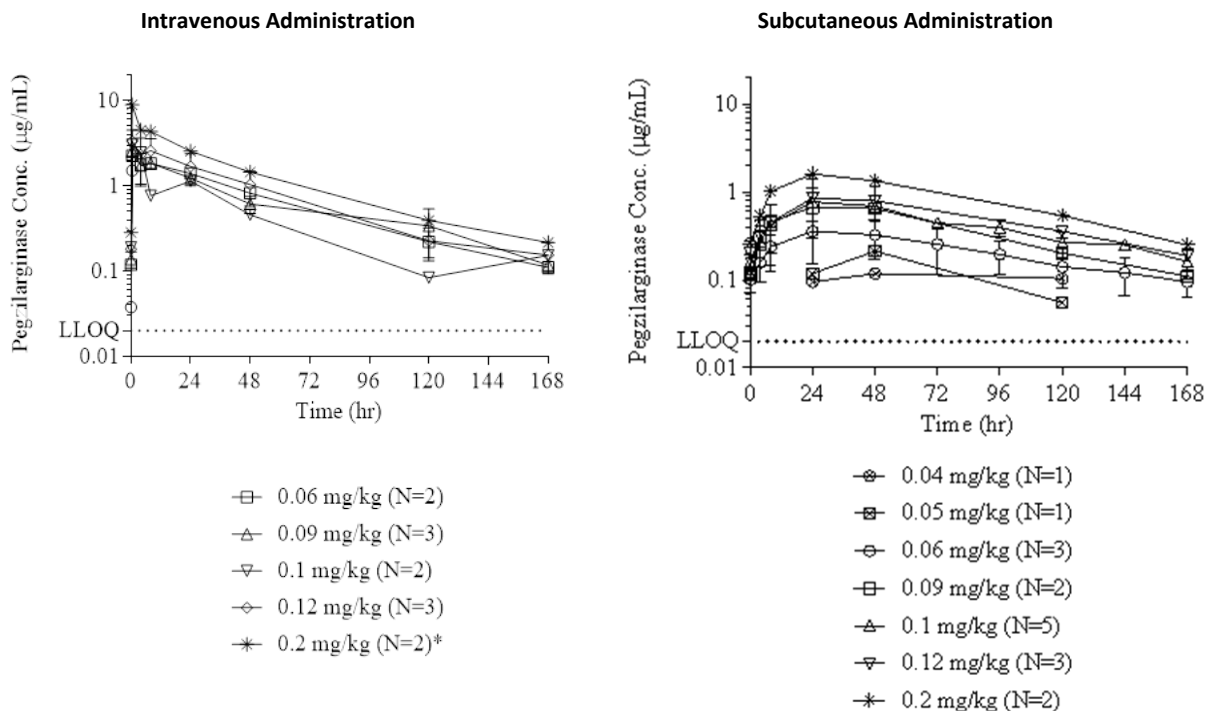 Intravenous Administration
Subcutaneous Administration
Pegzilarginase Conc. (μg/mL)
10
1
0.1
LLOQ
0.01
0 24 48 72 96 120 144 168
Time (hr)
0.06 mg/kg (N=2)
0.09 mg/kg (N=3)
0.1 mg/kg (N=2)
0.12 mg/kg (N=3)
0.2 mg/kg (N=2)*
Pegzilarginase Conc. (μg/mL)
10
1
0.1
LLOQ
0.01
0 24 48 72 96 120 144 168
Time (hr)
0.04 mg/kg (N=1)
0.05 mg/kg (N=1)
0.06 mg/kg (N=3)
0.09 mg/kg (N=2)
0.1 mg/kg (N=5)
0.12 mg/kg (N=3)
0.2 mg/kg (N=2)